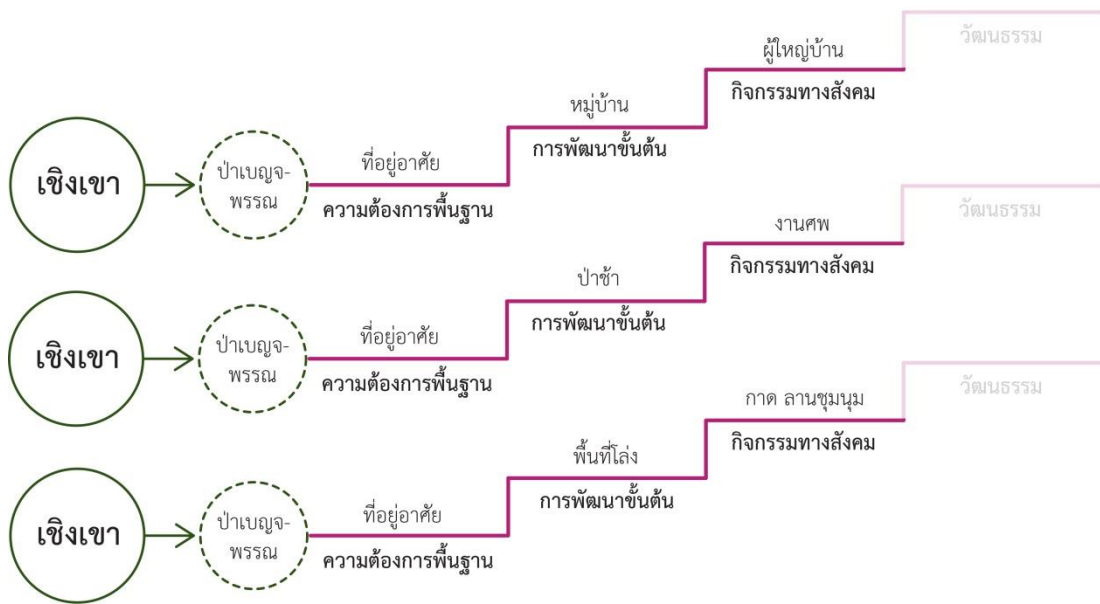 วัฒนธรรม
ผู้ใหญ่บ้าน
กิจกรรมทางสังคม
หมู่บ้าน
การพัฒนาขั้นต้น
เชิงเขา
ป่าเบญจ-
พรรณ
ที่อยู่อาศัย
ความต้องการพื้นฐาน
วัฒนธรรม
งานศพ
กิจกรรมทางสังคม
ป่าช้า
การพัฒนาขั้นต้น
เชิงเขา
ป่าเบญจ-
พรรณ
ที่อยู่อาศัย
ความต้องการพื้นฐาน
วัฒนธรรม
กาด ลานชุมนุม
กิจกรรมทางสังคม
พื้นที่โล่ง
การพัฒนาขั้นต้น
เชิงเขา
ป่าเบญจ-
พรรณ
ที่อยู่อาศัย
ความต้องการพื้นฐาน